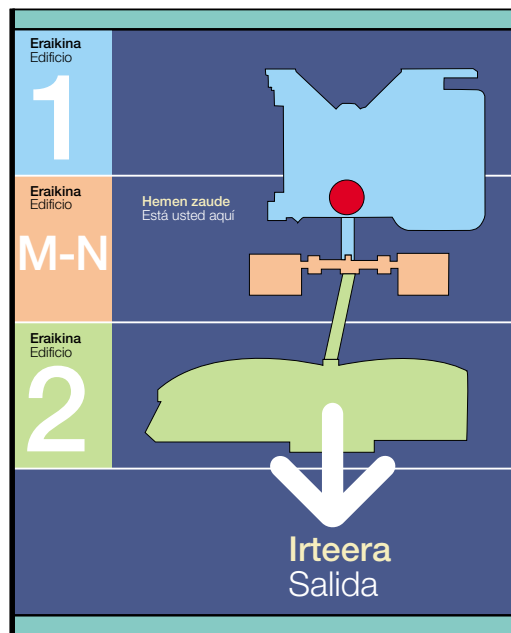 Eraikina
Edificio
1
Eraikina
Edificio
M-N
Hemen zaude
Está usted aquí
Eraikina
Edificio
2
Irteera
Salida